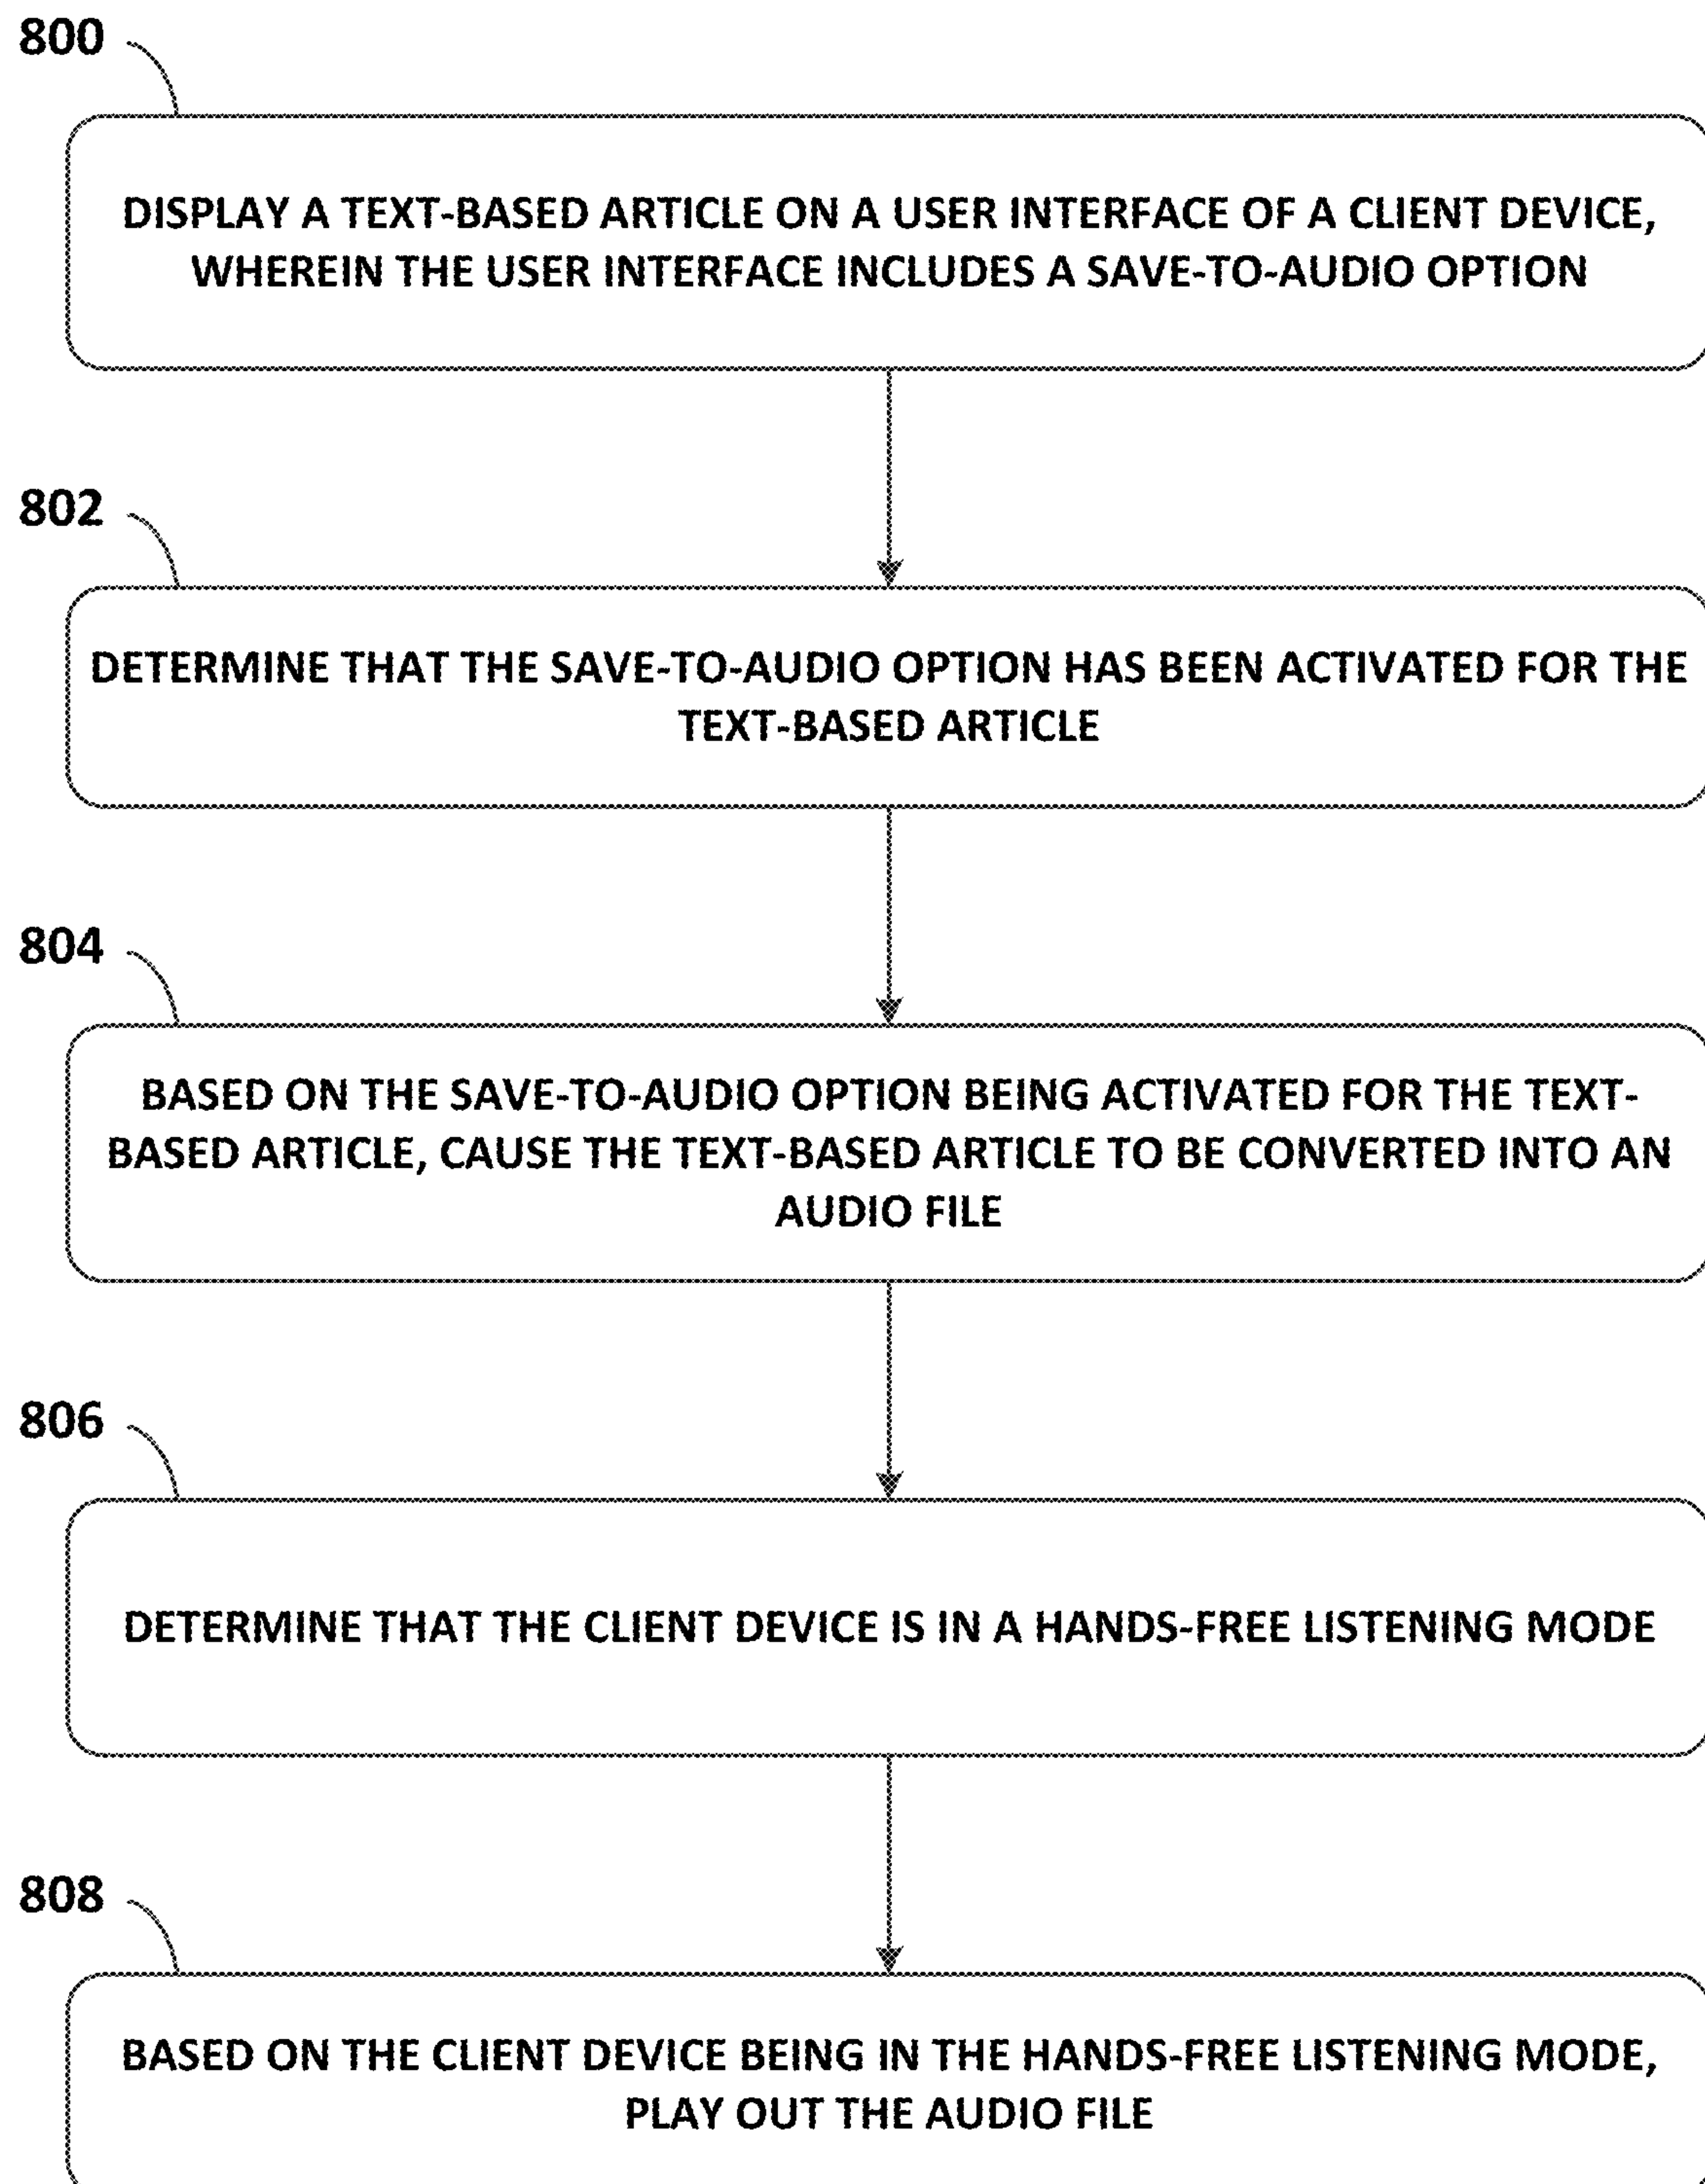 800
DISPLAY A TEXT-BASED ARTICLE ON A USER INTERFACE OF A CLIENT DEVICE,
WHEREIN THE USER INTERFACE INCLUDES A SAVE-TO-AUDIO OPTION
802
DETERMINE THAT THE SAVE-TO-AUDIO OPTION HAS BEEN ACTIVATED FOR THE
TEXT-BASED ARTICLE
804
BASED ON THE SAVE-TO-AUDIO OPTION BEING ACTIVATED FOR THE TEXT-
BASED ARTICLE, CAUSE THE TEXT-BASED ARTICLE TO BE CONVERTED INTO AN
AUDIO FILE
806
DETERMINE THAT THE CLIENT DEVICE IS IN A HANDS-FREE LISTENING MODE
808
BASED ON THE CLIENT DEVICE BEING IN THE HANDS-FREE LISTENING MODE,
PLAY OUT THE AUDIO FILE